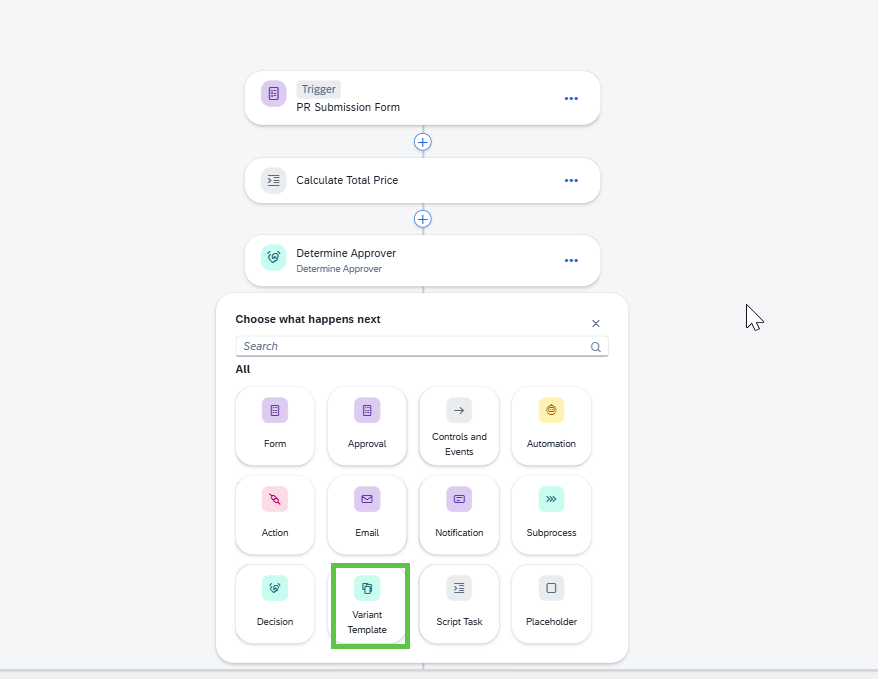 Trigger
PR Submission Form
Calculate Total Price
Determine Approver
Determine Approver
Choose what happens next
Search
All
Form
Approval
Controls and
Events
Automation
Action
Email
Notification
Subprocess
Decision
Variant
Template
Script Task
Placeholder